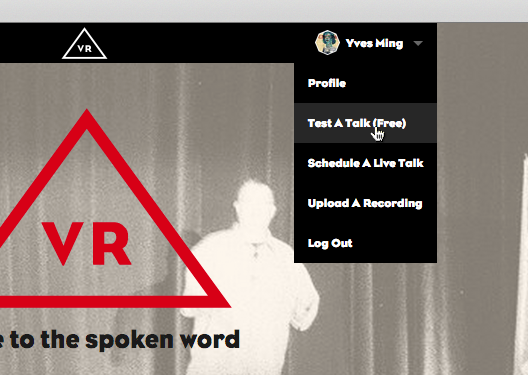 VR
Yves Ming
Profile
Test A Talk (Free)
Schedule A Live Talk
Upload A Recording
Log Out
VR
to the spoken word